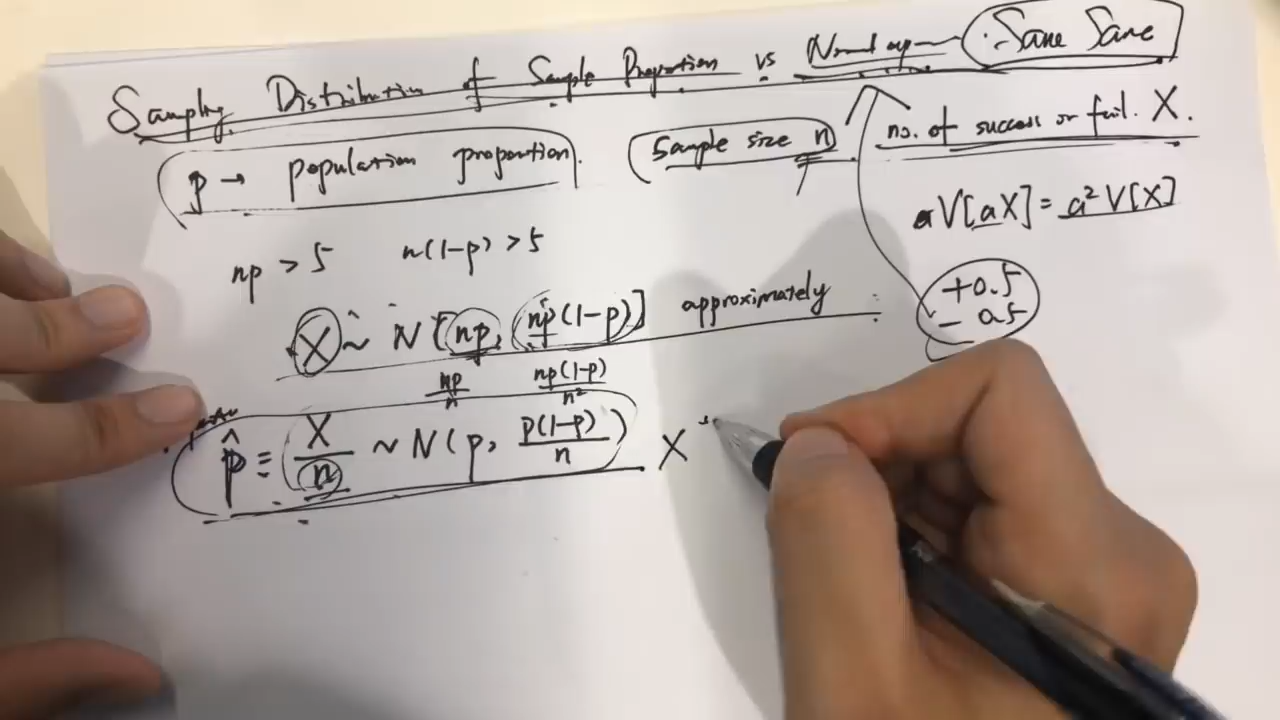 Sampling Distribution of Sample Proportion vs Normal app .. Same Same
p → population proportion. sample size n no. of success or fail. X.
aV[aX] = a² V[X]
np > 5 n(1-p) > 5
+0.5
- 0.5
X ~ N [np, np(1-p)] approximately
np/n np(1-p)/n²
p̂ = X/n ~ N(p, p(1-p)/n) X